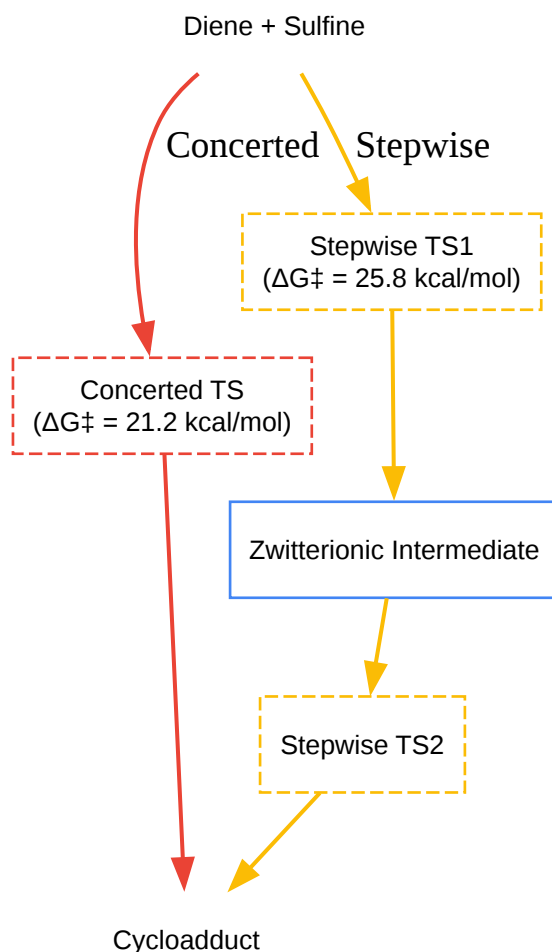 Diene + Sulfine
Concerted Stepwise
Stepwise TS1
(ΔG‡ = 25.8 kcal/mol)
Concerted TS
(ΔG‡ = 21.2 kcal/mol)
Zwitterionic Intermediate
Stepwise TS2
Cycloadduct